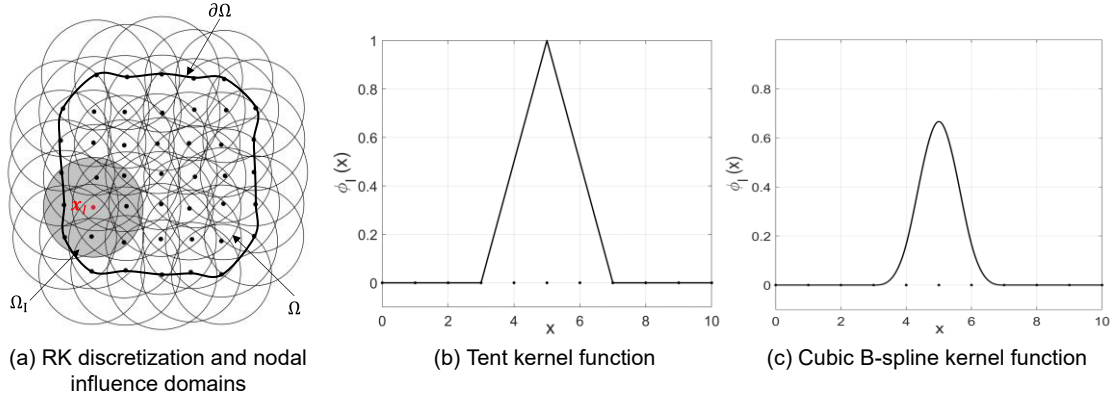 ∂Ω
x_I
Ω_I
Ω
(a) RK discretization and nodal
influence domains
1
0.8
0.6
0.4
0.2
0
ϕ_I (x)
0 2 4 6 8 10
x
(b) Tent kernel function
0.8
0.6
0.4
0.2
0
ϕ_I (x)
0 2 4 6 8 10
x
(c) Cubic B-spline kernel function